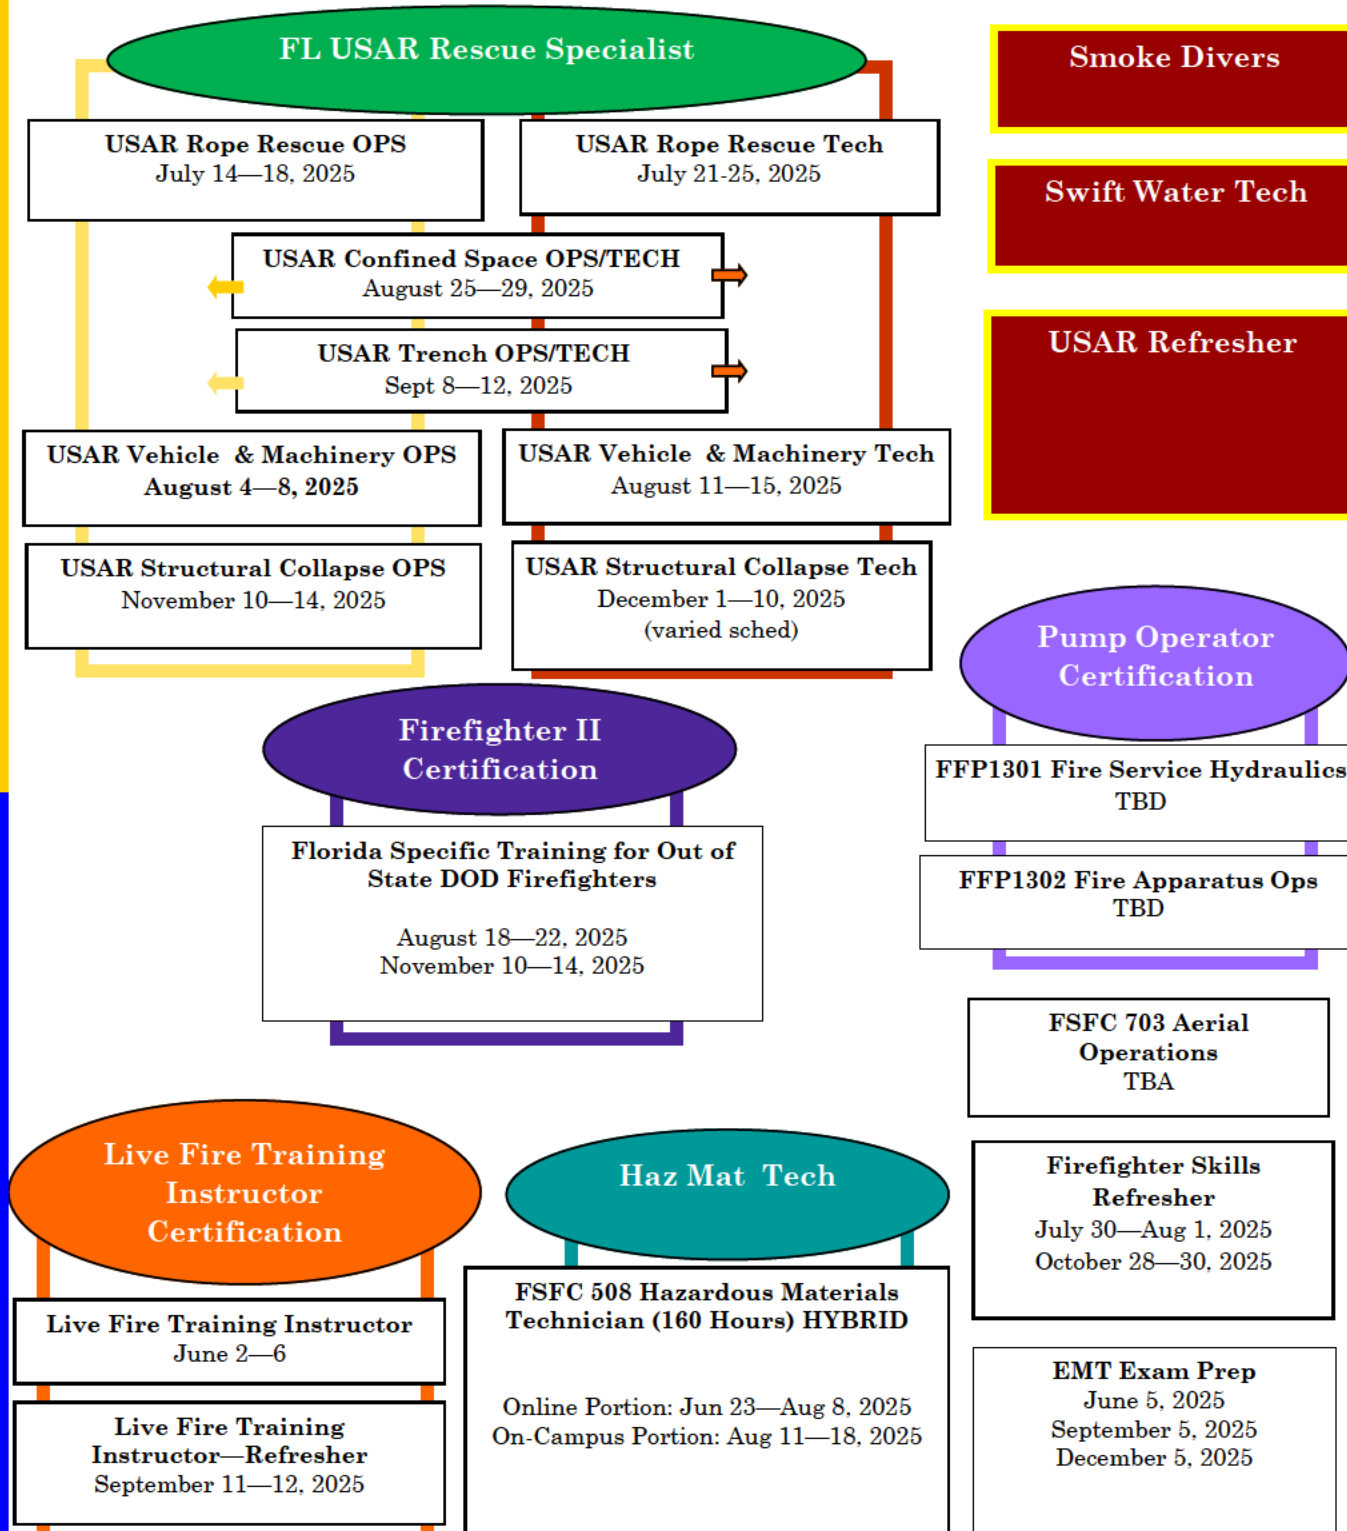 FL USAR Rescue Specialist
USAR Rope Rescue OPS
July 14—18, 2025
USAR Rope Rescue Tech
July 21-25, 2025
USAR Confined Space OPS/TECH
August 25—29, 2025
USAR Trench OPS/TECH
Sept 8—12, 2025
USAR Vehicle & Machinery OPS
August 4—8, 2025
USAR Vehicle & Machinery Tech
August 11—15, 2025
USAR Structural Collapse OPS
November 10—14, 2025
USAR Structural Collapse Tech
December 1—10, 2025
(varied sched)
Smoke Divers
Swift Water Tech
USAR Refresher
Pump Operator
Certification
FFP1301 Fire Service Hydraulics
TBD
FFP1302 Fire Apparatus Ops
TBD
Firefighter II
Certification
Florida Specific Training for Out of
State DOD Firefighters
August 18—22, 2025
November 10—14, 2025
FSFC 703 Aerial
Operations
TBA
Firefighter Skills
Refresher
July 30—Aug 1, 2025
October 28—30, 2025
EMT Exam Prep
June 5, 2025
September 5, 2025
December 5, 2025
Live Fire Training
Instructor
Certification
Live Fire Training Instructor
June 2—6
Live Fire Training
Instructor—Refresher
September 11—12, 2025
Haz Mat Tech
FSFC 508 Hazardous Materials
Technician (160 Hours) HYBRID
Online Portion: Jun 23—Aug 8, 2025
On-Campus Portion: Aug 11—18, 2025